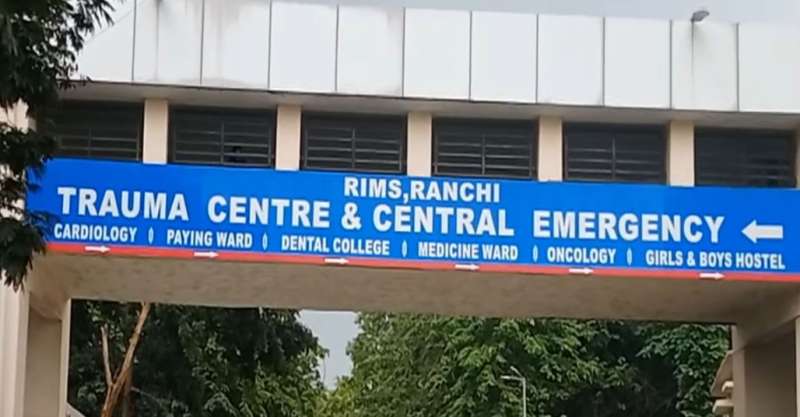 RIMS,RANCHI
TRAUMA CENTRE & CENTRAL EMERGENCY ←
CARDIOLOGY PAYING WARD DENTAL COLLEGE MEDICINE WARD ONCOLOGY GIRLS & BOYS HOSTEL